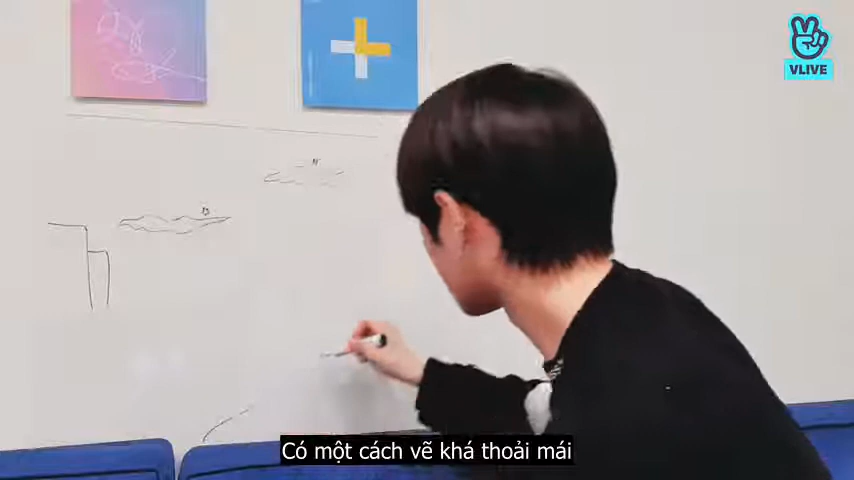 VLIVE
Có một cách vẽ khá thoải mái